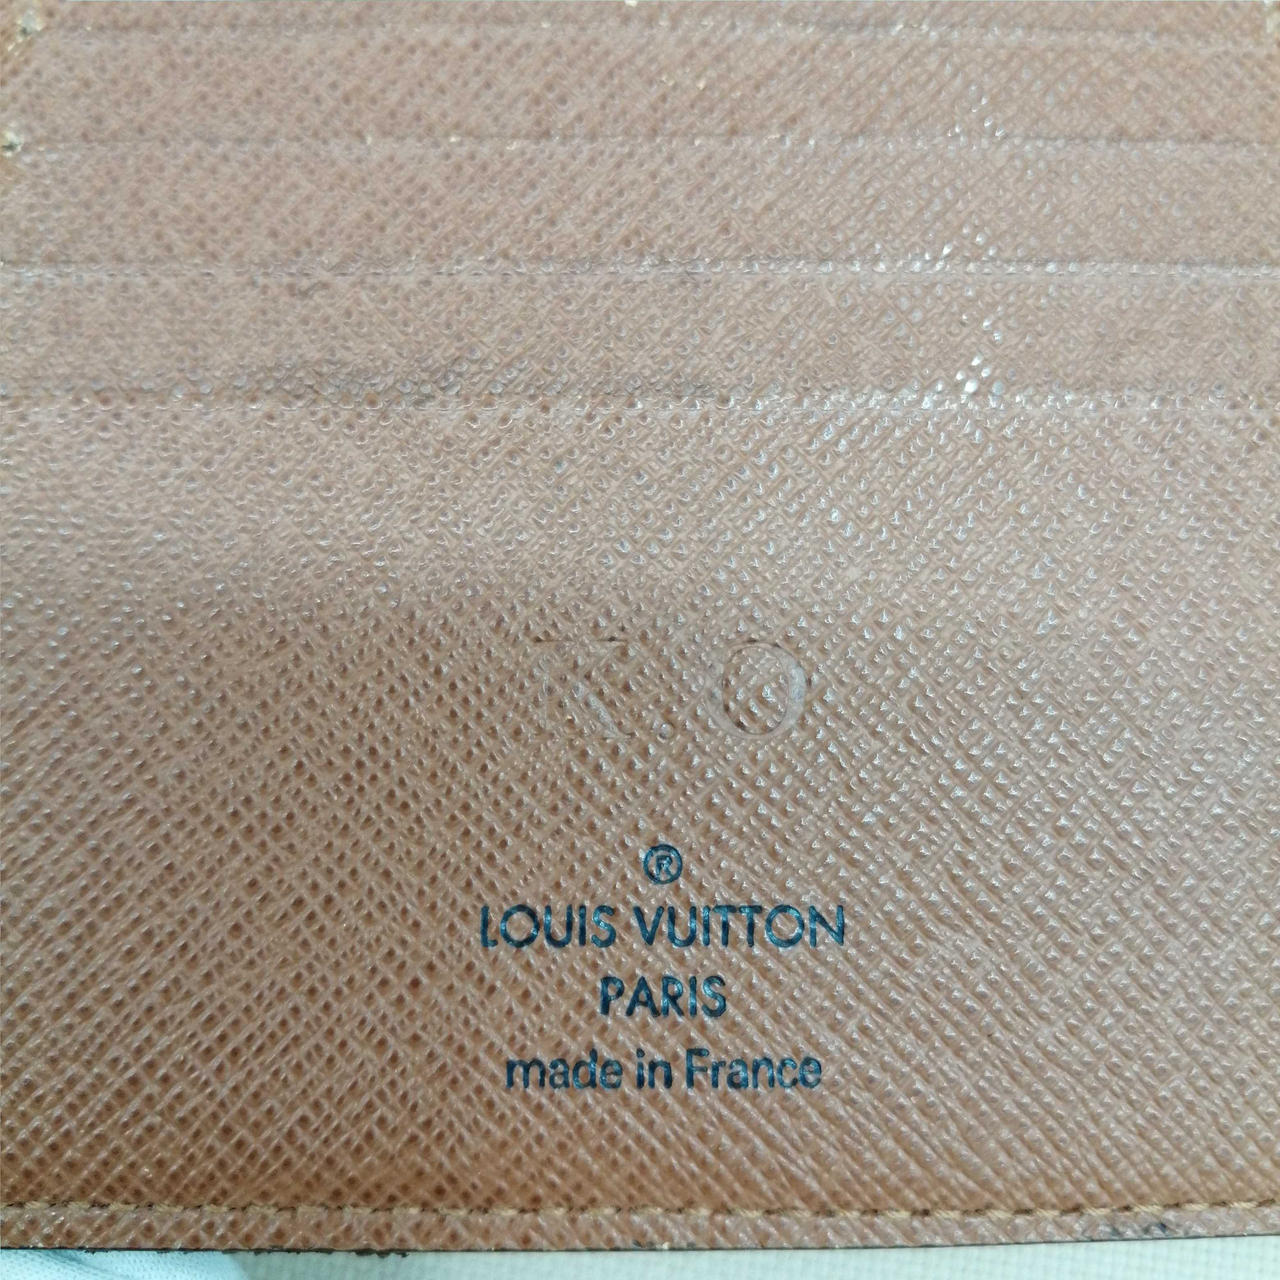 K.O
®
LOUIS VUITTON
PARIS
made in France